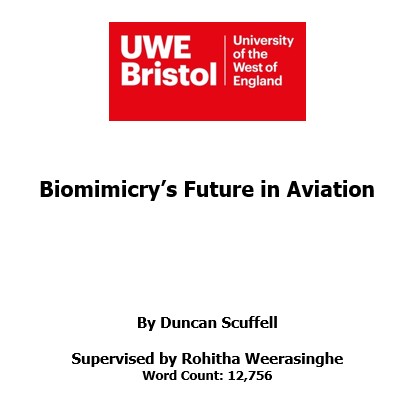 UWE
Bristol
University
of the
West of
England
Biomimicry’s Future in Aviation
By Duncan Scuffell
Supervised by Rohitha Weerasinghe
Word Count: 12,756